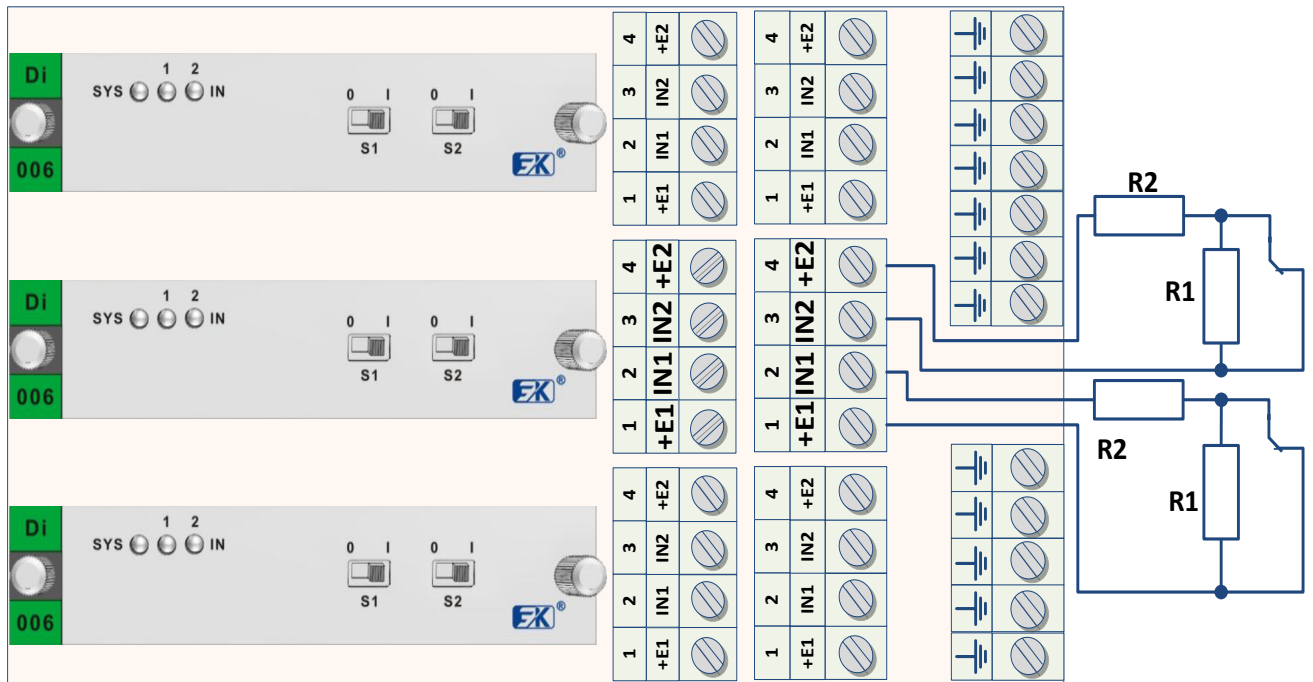 Di
006
1 2
SYS IN
0 I
S1
0 I
S2
EK®
4 +E2
3 IN2
2 IN1
1 +E1
4 +E2
3 IN2
2 IN1
1 +E1
Di
006
1 2
SYS IN
0 I
S1
0 I
S2
EK®
4 +E2
3 IN2
2 IN1
1 +E1
4 +E2
3 IN2
2 IN1
1 +E1
R2
R1
R2
R1
Di
006
1 2
SYS IN
0 I
S1
0 I
S2
EK®
4 +E2
3 IN2
2 IN1
1 +E1
4 +E2
3 IN2
2 IN1
1 +E1